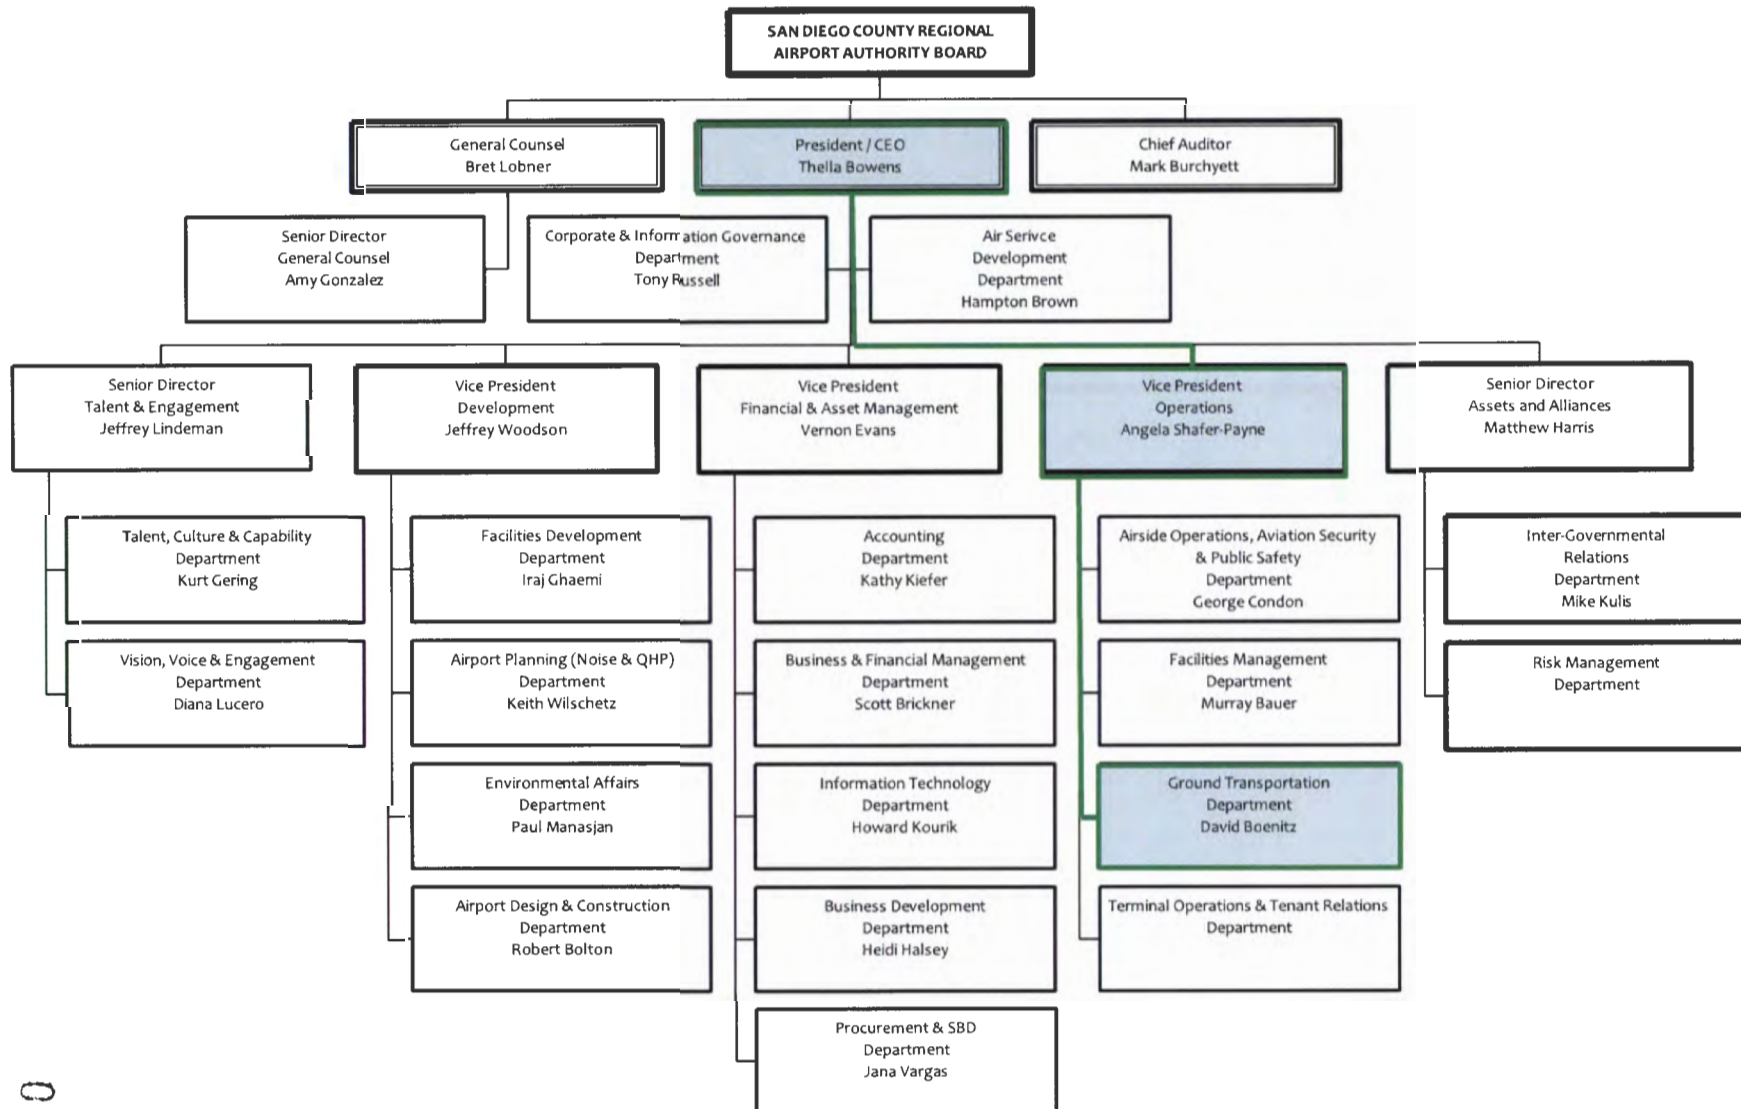 SAN DIEGO COUNTY REGIONAL
AIRPORT AUTHORITY BOARD
General Counsel
Bret Lobner
President / CEO
Thella Bowens
Chief Auditor
Mark Burchyett
Senior Director
General Counsel
Amy Gonzalez
Corporate & Information Governance
Department
Tony Russell
Air Serivce
Development
Department
Hampton Brown
Senior Director
Talent & Engagement
Jeffrey Lindeman
Vice President
Development
Jeffrey Woodson
Vice President
Financial & Asset Management
Vernon Evans
Vice President
Operations
Angela Shafer-Payne
Senior Director
Assets and Alliances
Matthew Harris
Talent, Culture & Capability
Department
Kurt Gering
Facilities Development
Department
Iraj Ghaemi
Accounting
Department
Kathy Kiefer
Airside Operations, Aviation Security
& Public Safety
Department
George Condon
Inter-Governmental
Relations
Department
Mike Kulis
Vision, Voice & Engagement
Department
Diana Lucero
Airport Planning (Noise & QHP)
Department
Keith Wilschetz
Business & Financial Management
Department
Scott Brickner
Facilities Management
Department
Murray Bauer
Risk Management
Department
Environmental Affairs
Department
Paul Manasjan
Information Technology
Department
Howard Kourik
Ground Transportation
Department
David Boenitz
Airport Design & Construction
Department
Robert Bolton
Business Development
Department
Heidi Halsey
Terminal Operations & Tenant Relations
Department
Procurement & SBD
Department
Jana Vargas